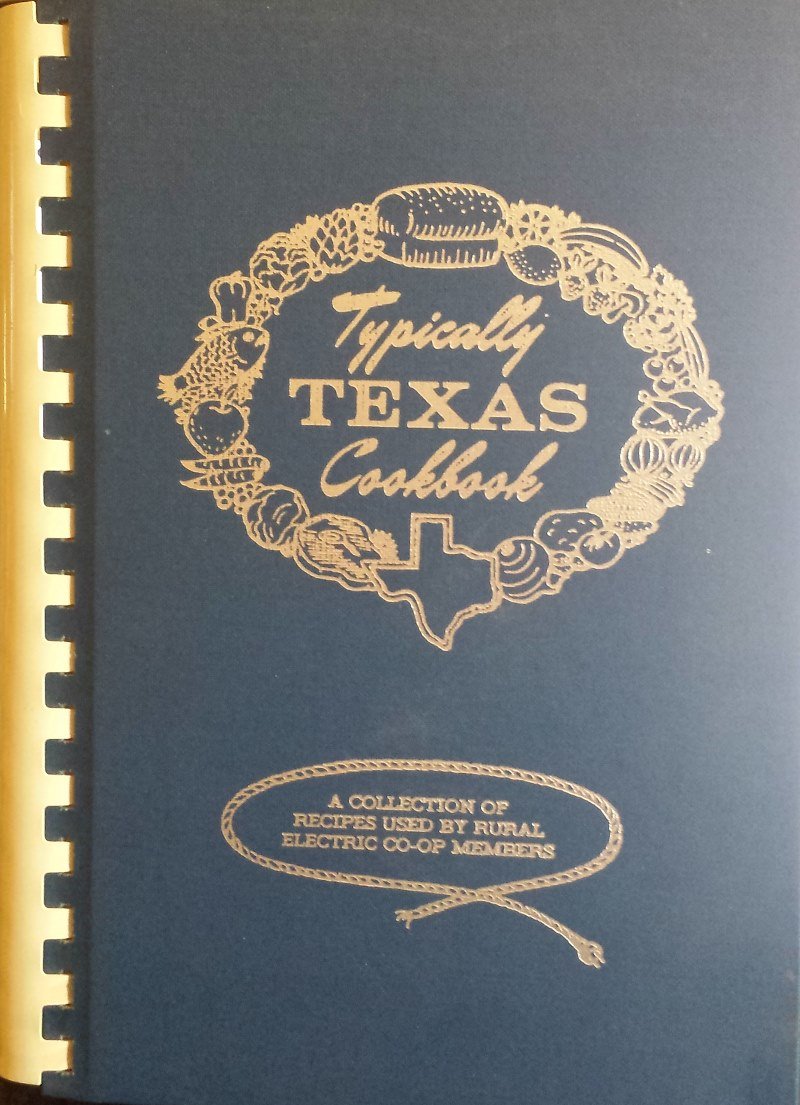 Typically
TEXAS
Cookbook
A COLLECTION OF
RECIPES USED BY RURAL
ELECTRIC CO-OP MEMBERS